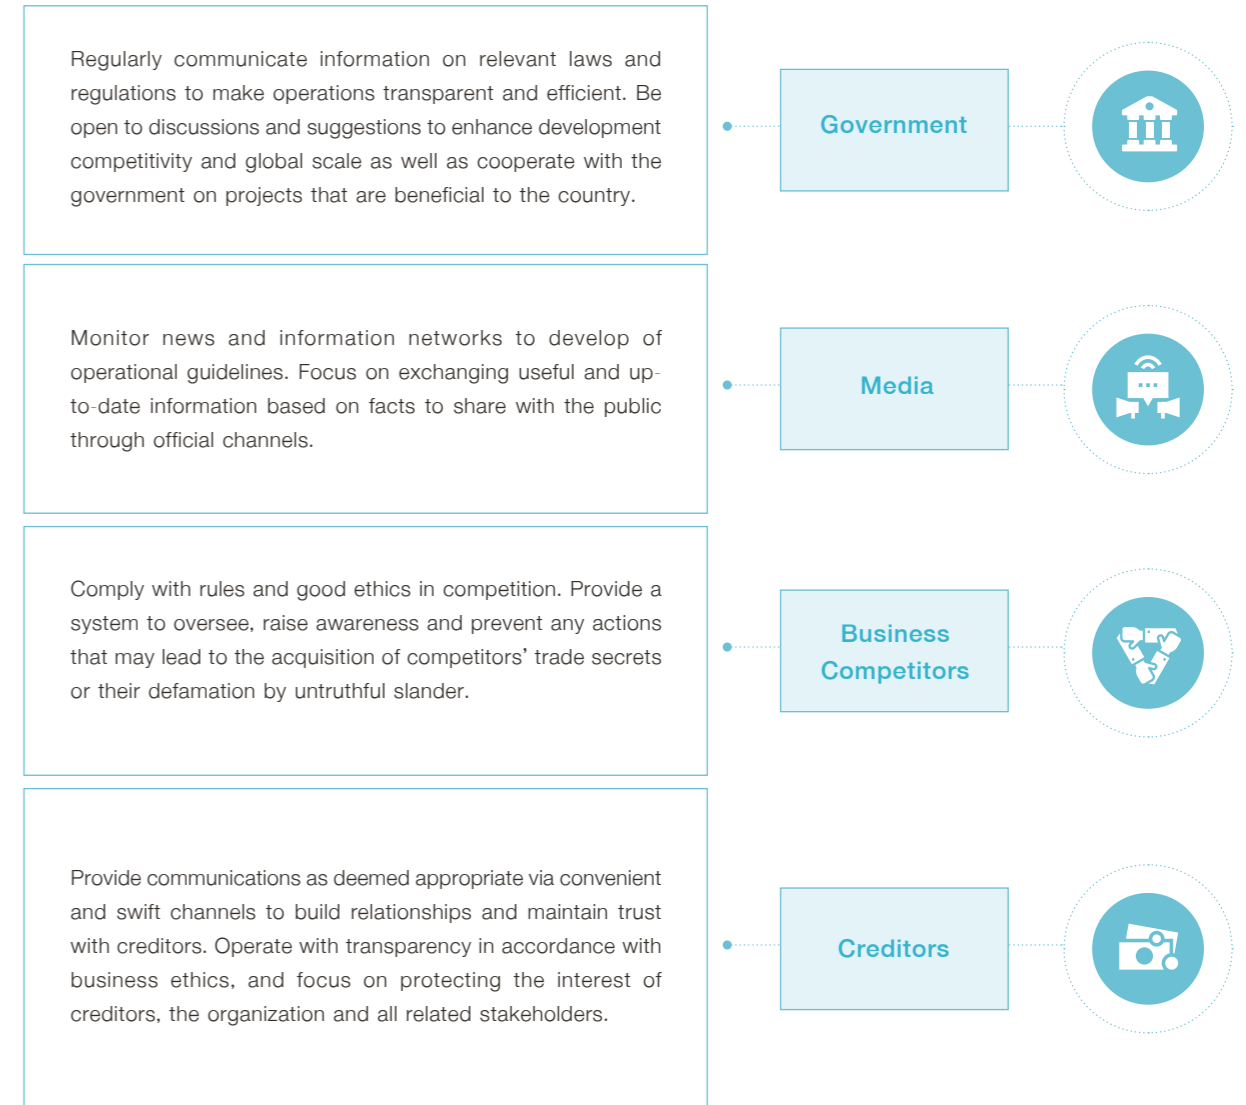 Regularly communicate information on relevant laws and
regulations to make operations transparent and efficient. Be
open to discussions and suggestions to enhance development
competitivity and global scale as well as cooperate with the
government on projects that are beneficial to the country.
Government
Monitor news and information networks to develop of
operational guidelines. Focus on exchanging useful and up-
to-date information based on facts to share with the public
through official channels.
Media
Comply with rules and good ethics in competition. Provide a
system to oversee, raise awareness and prevent any actions
that may lead to the acquisition of competitors’ trade secrets
or their defamation by untruthful slander.
Business
Competitors
Provide communications as deemed appropriate via convenient
and swift channels to build relationships and maintain trust
with creditors. Operate with transparency in accordance with
business ethics, and focus on protecting the interest of
creditors, the organization and all related stakeholders.
Creditors